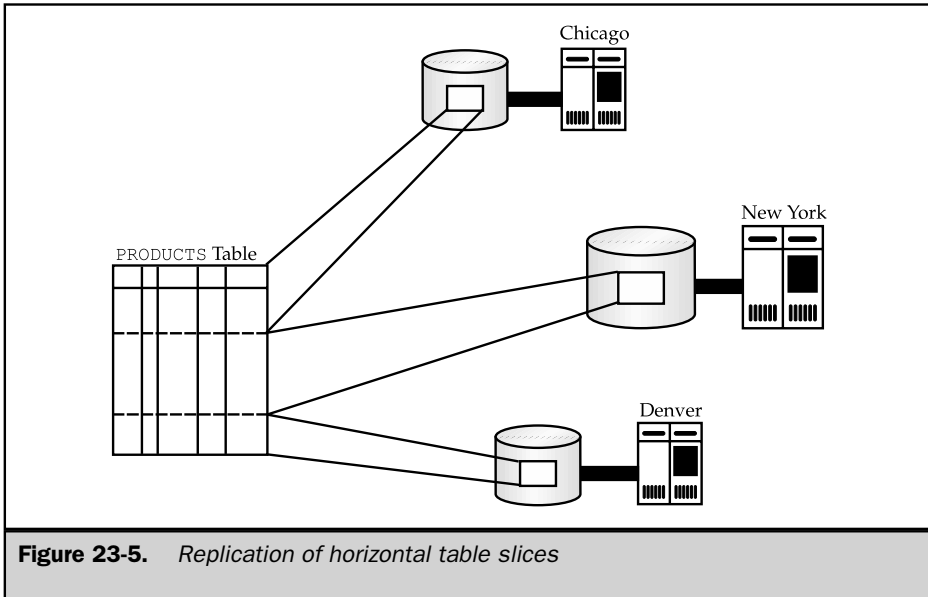 Chicago
New York
PRODUCTS Table
Denver
Figure 23-5. Replication of horizontal table slices